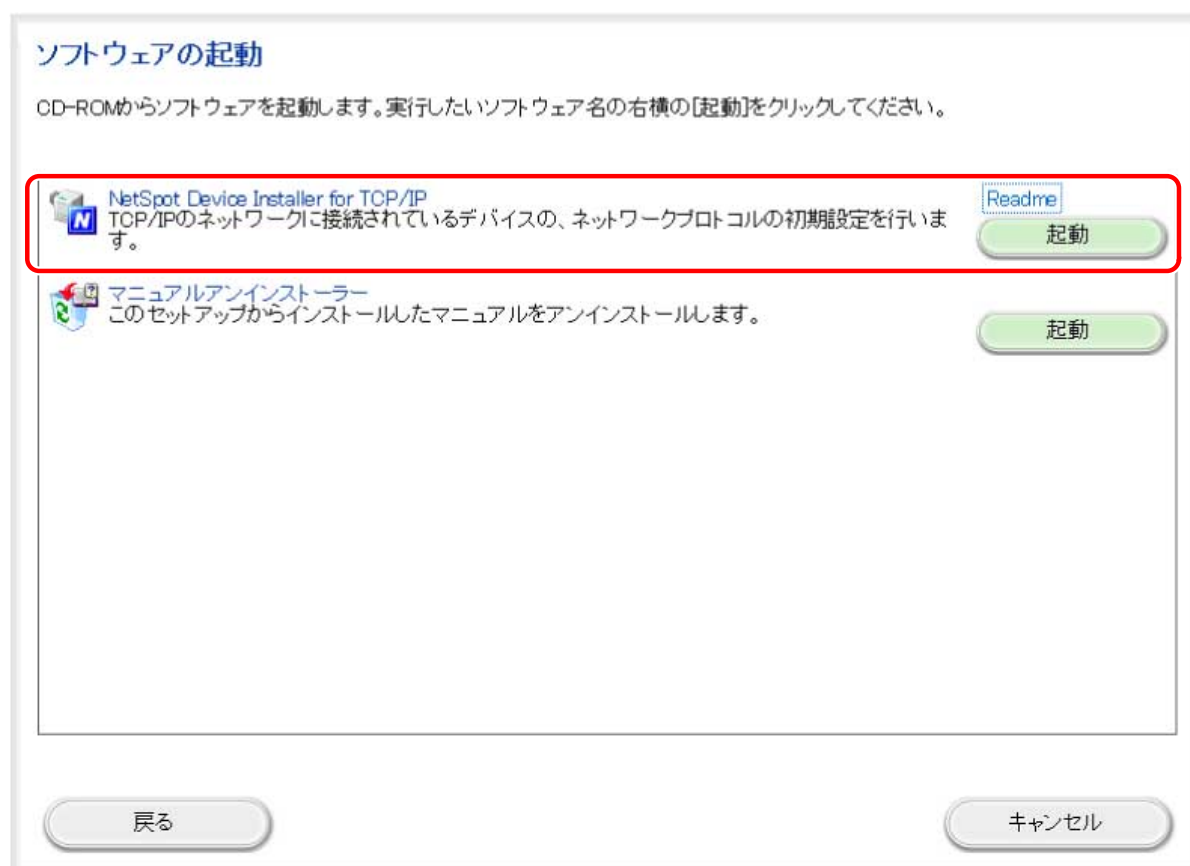 ソフトウェアの起動
CD-ROMからソフトウェアを起動します。実行したいソフトウェア名の右横の[起動]をクリックしてください。
NetSpot Device Installer for TCP/IP
Readme
TCP/IPのネットワークに接続されているデバイスの、ネットワークプロトコルの初期設定を行いま
す。
起動
マニュアルアンインストーラー
このセットアップからインストールしたマニュアルをアンインストールします。
起動
戻る
キャンセル